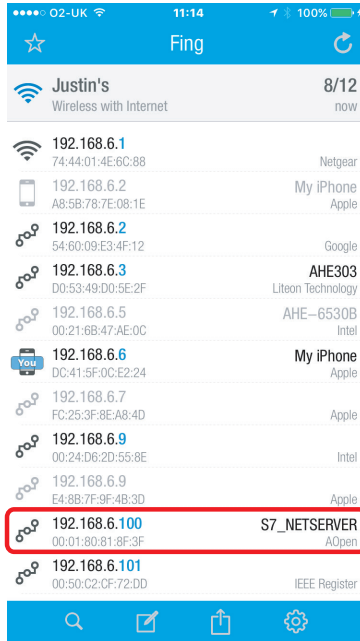 O2-UK 11:14 100%
Fing
Justin's 8/12
Wireless with Internet now
192.168.6.1
74:44:01:4E:6C:88 Netgear
192.168.6.2 My iPhone
A8:5B:78:7E:08:1E Apple
192.168.6.2
54:60:09:E3:4F:12 Google
192.168.6.3 AHE303
D0:53:49:D0:5E:2F Liteon Technology
192.168.6.5 AHE-6530B
00:21:6B:47:AE:0C Intel
You 192.168.6.6 My iPhone
DC:41:5F:0C:E2:24 Apple
192.168.6.7
FC:25:3F:8E:A8:4D Apple
192.168.6.9
00:24:D6:2D:55:8E Intel
192.168.6.9
E4:8B:7F:9F:4B:3D Apple
192.168.6.100 S7_NETSERVER
00:01:80:81:8F:3F AOpen
192.168.6.101
00:50:C2:CF:72:DD IEEE Register